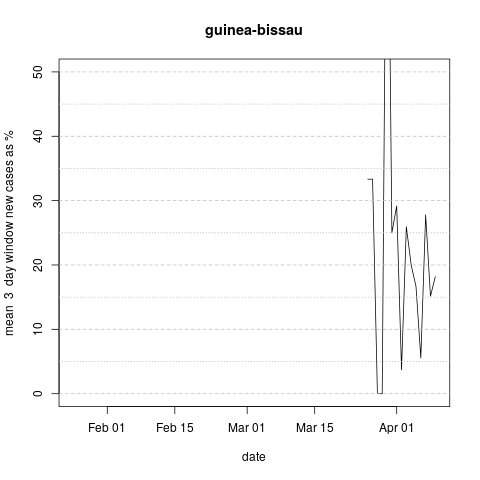 guinea-bissau
mean 3 day window new cases as %
50
40
30
20
10
0
Feb 01
Feb 15
Mar 01
Mar 15
Apr 01
date